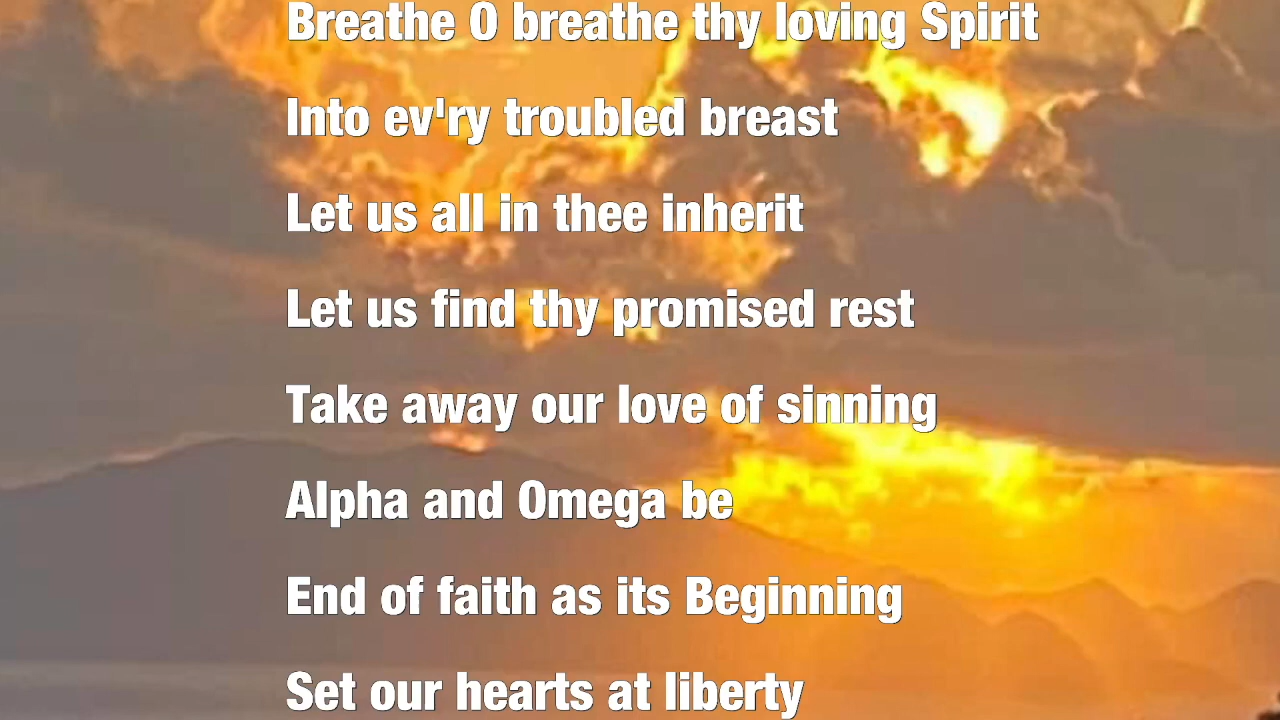 Breathe O breathe thy loving Spirit
Into ev'ry troubled breast
Let us all in thee inherit
Let us find thy promised rest
Take away our love of sinning
Alpha and Omega be
End of faith as its Beginning
Set our hearts at liberty